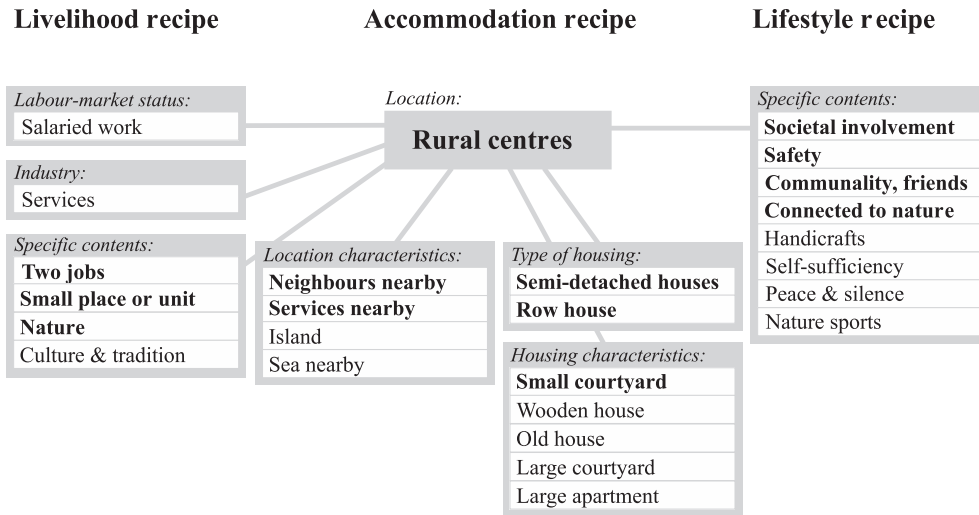 Livelihood recipe
Accommodation recipe
Lifestyle recipe
Labour-market status:
Salaried work
Industry:
Services
Specific contents:
Two jobs
Small place or unit
Nature
Culture & tradition
Location:
Rural centres
Location characteristics:
Neighbours nearby
Services nearby
Island
Sea nearby
Type of housing:
Semi-detached houses
Row house
Housing characteristics:
Small courtyard
Wooden house
Old house
Large courtyard
Large apartment
Specific contents:
Societal involvement
Safety
Communality, friends
Connected to nature
Handicrafts
Self-sufficiency
Peace & silence
Nature sports